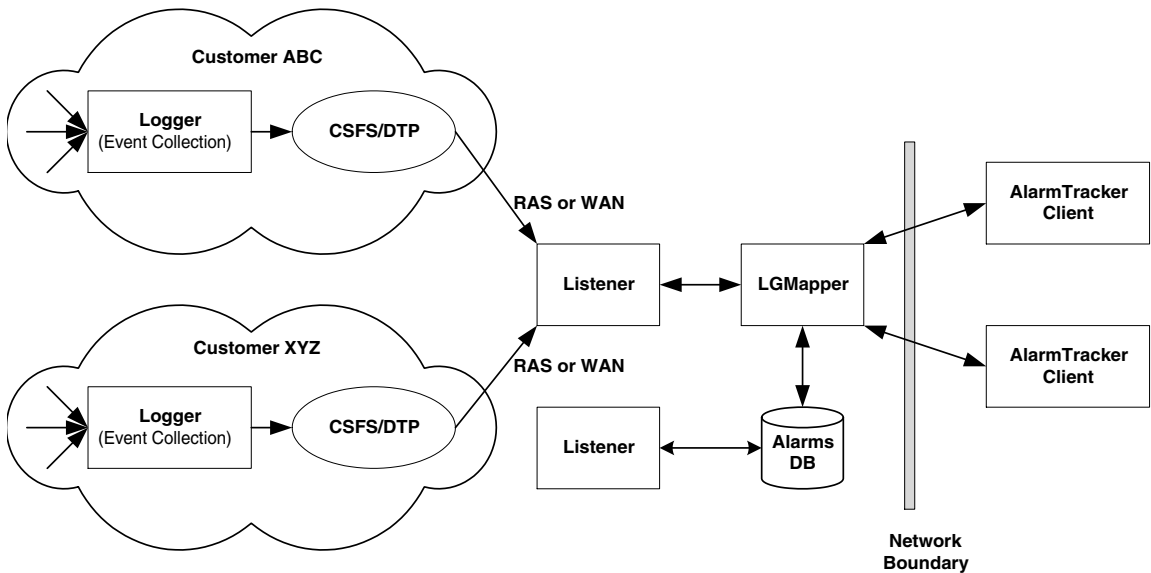 Customer ABC
Logger
(Event Collection)
CSFS/DTP
RAS or WAN
Listener
LGMapper
AlarmTracker
Client
Customer XYZ
Logger
(Event Collection)
CSFS/DTP
RAS or WAN
AlarmTracker
Client
Listener
Alarms
DB
Network
Boundary